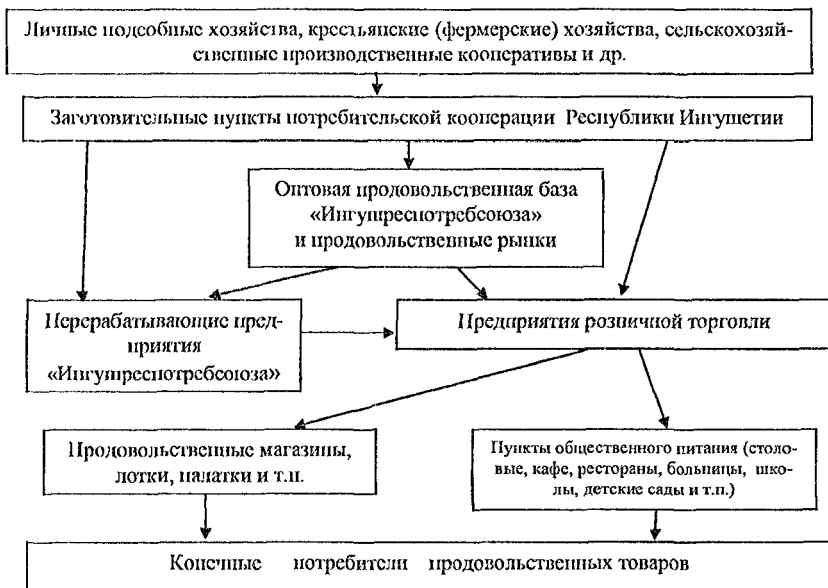 Личные подсобные хозяйства, крестьянские (фермерские) хозяйства, сельскохозяй-
ственные производственные кооперативы и др.
Заготовительные пункты потребительской кооперации Республики Ингушетии
Оптовая продовольственная база
«Ингушреспотребсоюза»
и продовольственные рынки
Перерабатывающие пред-
приятия
«Ингушреспотребсоюза»
Предприятия розничной торговли
Продовольственные магазины,
лотки, палатки и т.п.
Пункты общественного питания (столо-
вые, кафе, рестораны, больницы, шко-
лы, детские сады и т.п.)
Конечные потребители продовольственных товаров